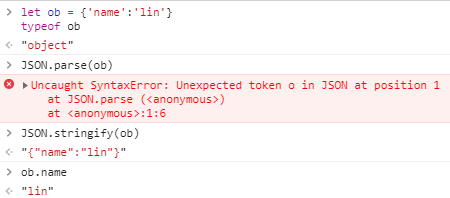 let ob = {'name':'lin'}
typeof ob
"object"
JSON.parse(ob)
Uncaught SyntaxError: Unexpected token o in JSON at position 1
at JSON.parse (<anonymous>)
at <anonymous>:1:6
JSON.stringify(ob)
"{"name":"lin"}"
ob.name
"lin"